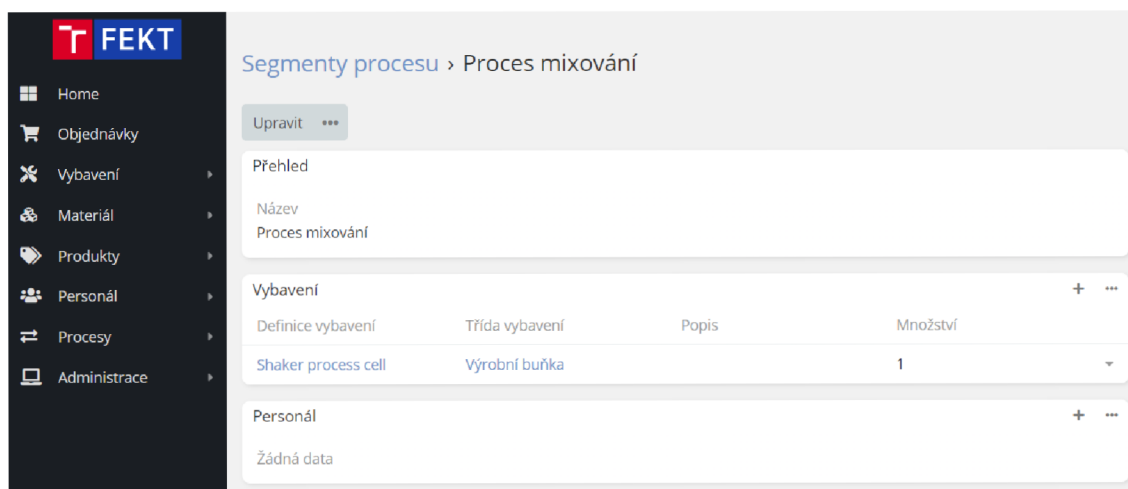 FEKT
Home
Objednávky
Vybavení
Materiál
Produkty
Personál
Procesy
Administrace
Segmenty procesu › Proces mixování
Upravit
Přehled
Název
Proces mixování
Vybavení
Definice vybavení Třída vybavení Popis Množství
Shaker process cell Výrobní buňka 1
Personál
Žádná data